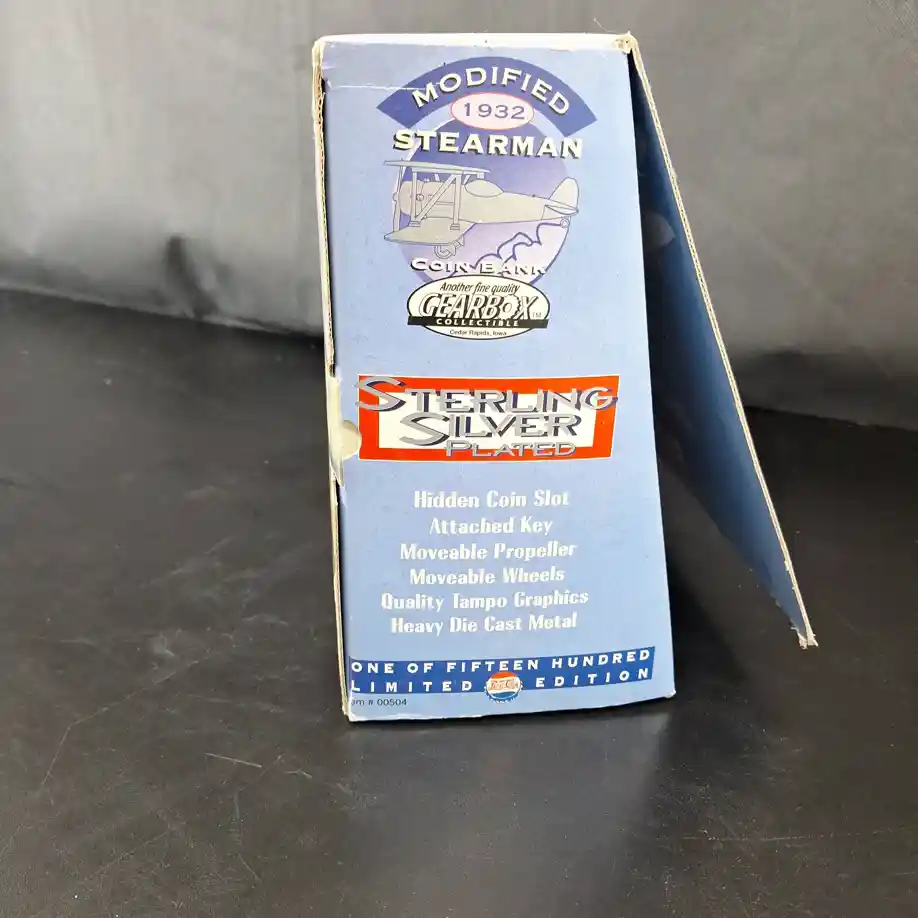 MODIFIED
1932
STEARMAN
COIN BANK
Another fine quality
GEARBOX TM
COLLECTIBLE
Cedar Rapids, Iowa
STERLING
SILVER
PLATED
Hidden Coin Slot
Attached Key
Moveable Propeller
Moveable Wheels
Quality Tampo Graphics
Heavy Die Cast Metal
ONE OF FIFTEEN HUNDRED
LIMITED EDITION
# 00504